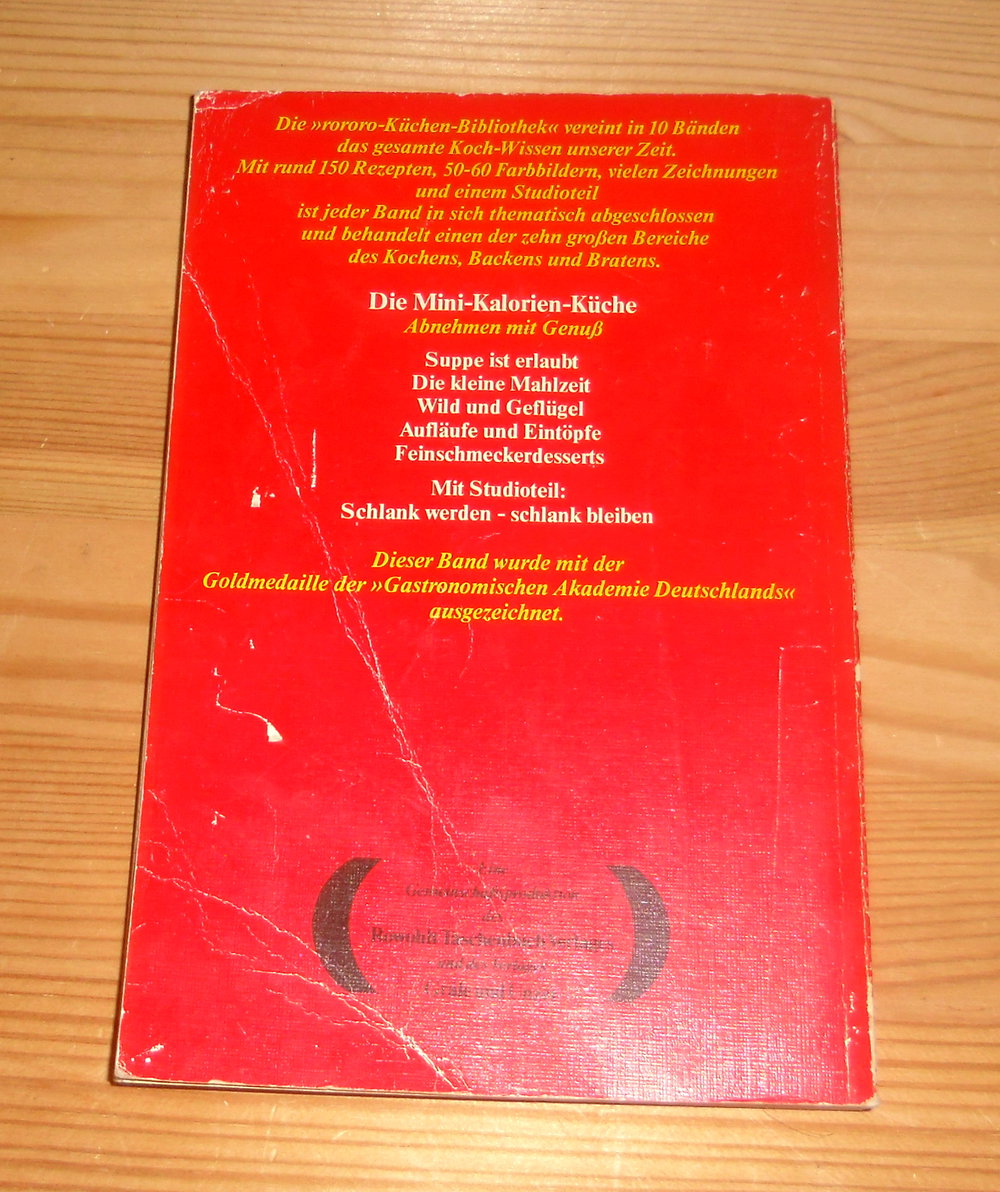 Die »rororo-Küchen-Bibliothek« vereint in 10 Bänden
das gesamte Koch-Wissen unserer Zeit.
Mit rund 150 Rezepten, 50-60 Farbbildern, vielen Zeichnungen
und einem Studioteil
ist jeder Band in sich thematisch abgeschlossen
und behandelt einen der zehn großen Bereiche
des Kochens, Backens und Bratens.
Die Mini-Kalorien-Küche
Abnehmen mit Genuß
Suppe ist erlaubt
Die kleine Mahlzeit
Wild und Geflügel
Aufläufe und Eintöpfe
Feinschmeckerdesserts
Mit Studioteil:
Schlank werden - schlank bleiben
Dieser Band wurde mit der
Goldmedaille der »Gastronomischen Akademie Deutschlands«
ausgezeichnet.
Eine
Gemeinschaftsproduktion
des
Rowohlt Taschenbuch Verlages
und des Verlages